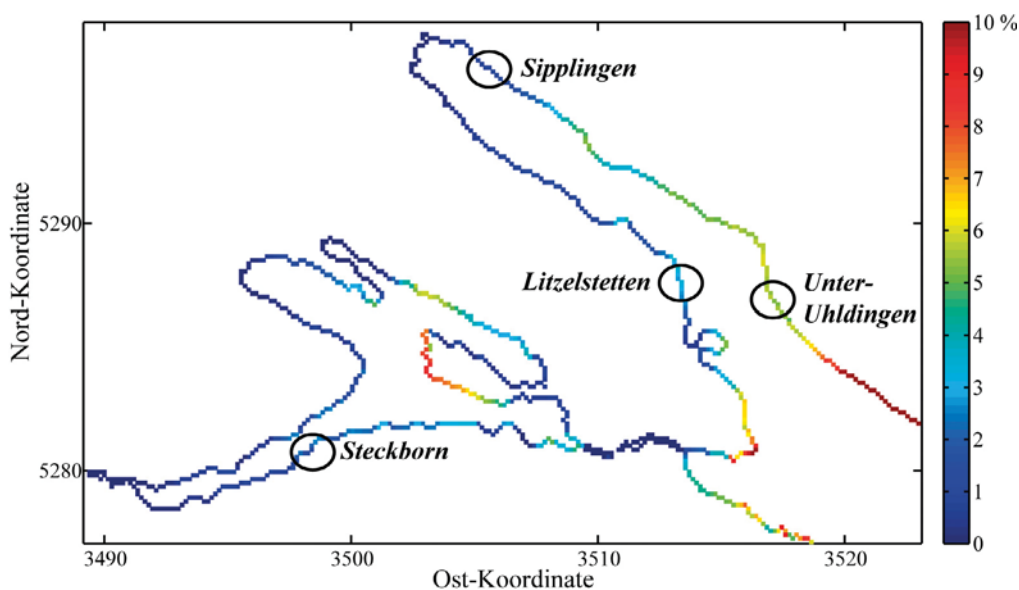 10 %
9
8
7
6
5
4
3
2
1
0
Sipplingen
Litzelstetten
Unter-
Uhldingen
Steckborn
Nord-Koordinate
5290
5280
3490
3500
3510
3520
Ost-Koordinate